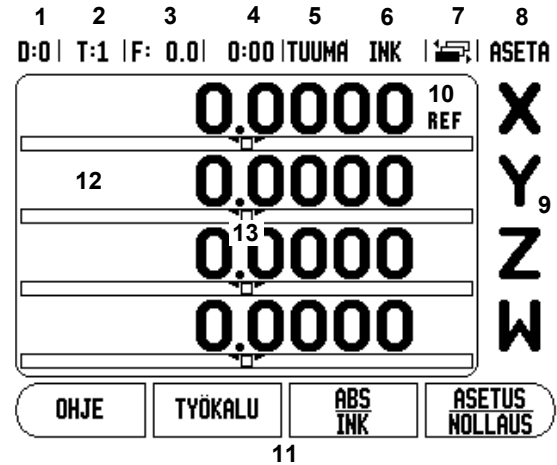 1 2 3 4 5 6 7 8
D:0 | T:1 | F: 0.0 | 0:00 | TUUMA INK | | ASETA
0.0000 10 REF X
12 0.0000 Y 9
13 0.0000 Z
0.0000 W
OHJE TYÖKALU ABS INK ASETUS NOLLAUS
11